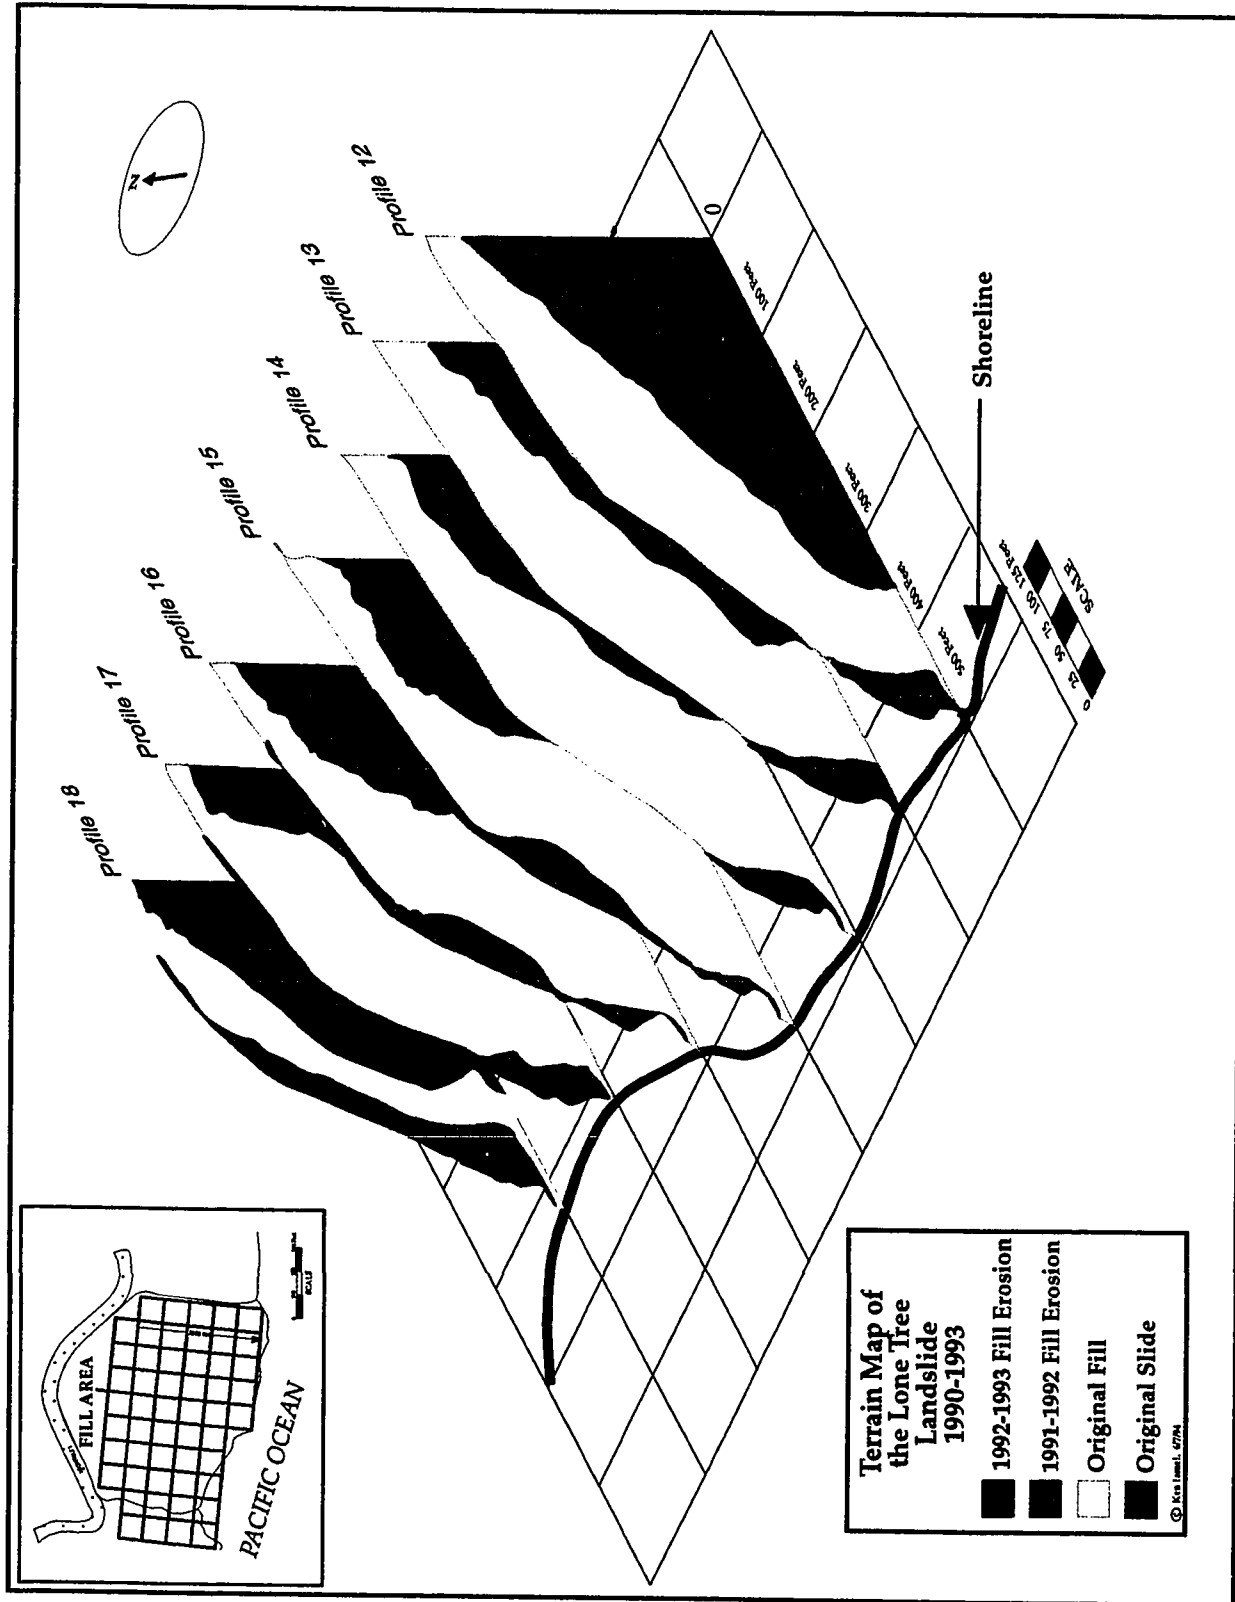 N
Profile 12
Profile 13
Profile 14
Profile 15
Profile 16
Profile 17
Profile 18
0
100 Feet
200 Feet
300 Feet
400 Feet
500 Feet
Shoreline
0
25
50
75
100
125 Feet
SCALE
FILL AREA
PACIFIC OCEAN
SCALE
Terrain Map of
the Lone Tree
Landslide
1990-1993
1992-1993 Fill Erosion
1991-1992 Fill Erosion
Original Fill
Original Slide